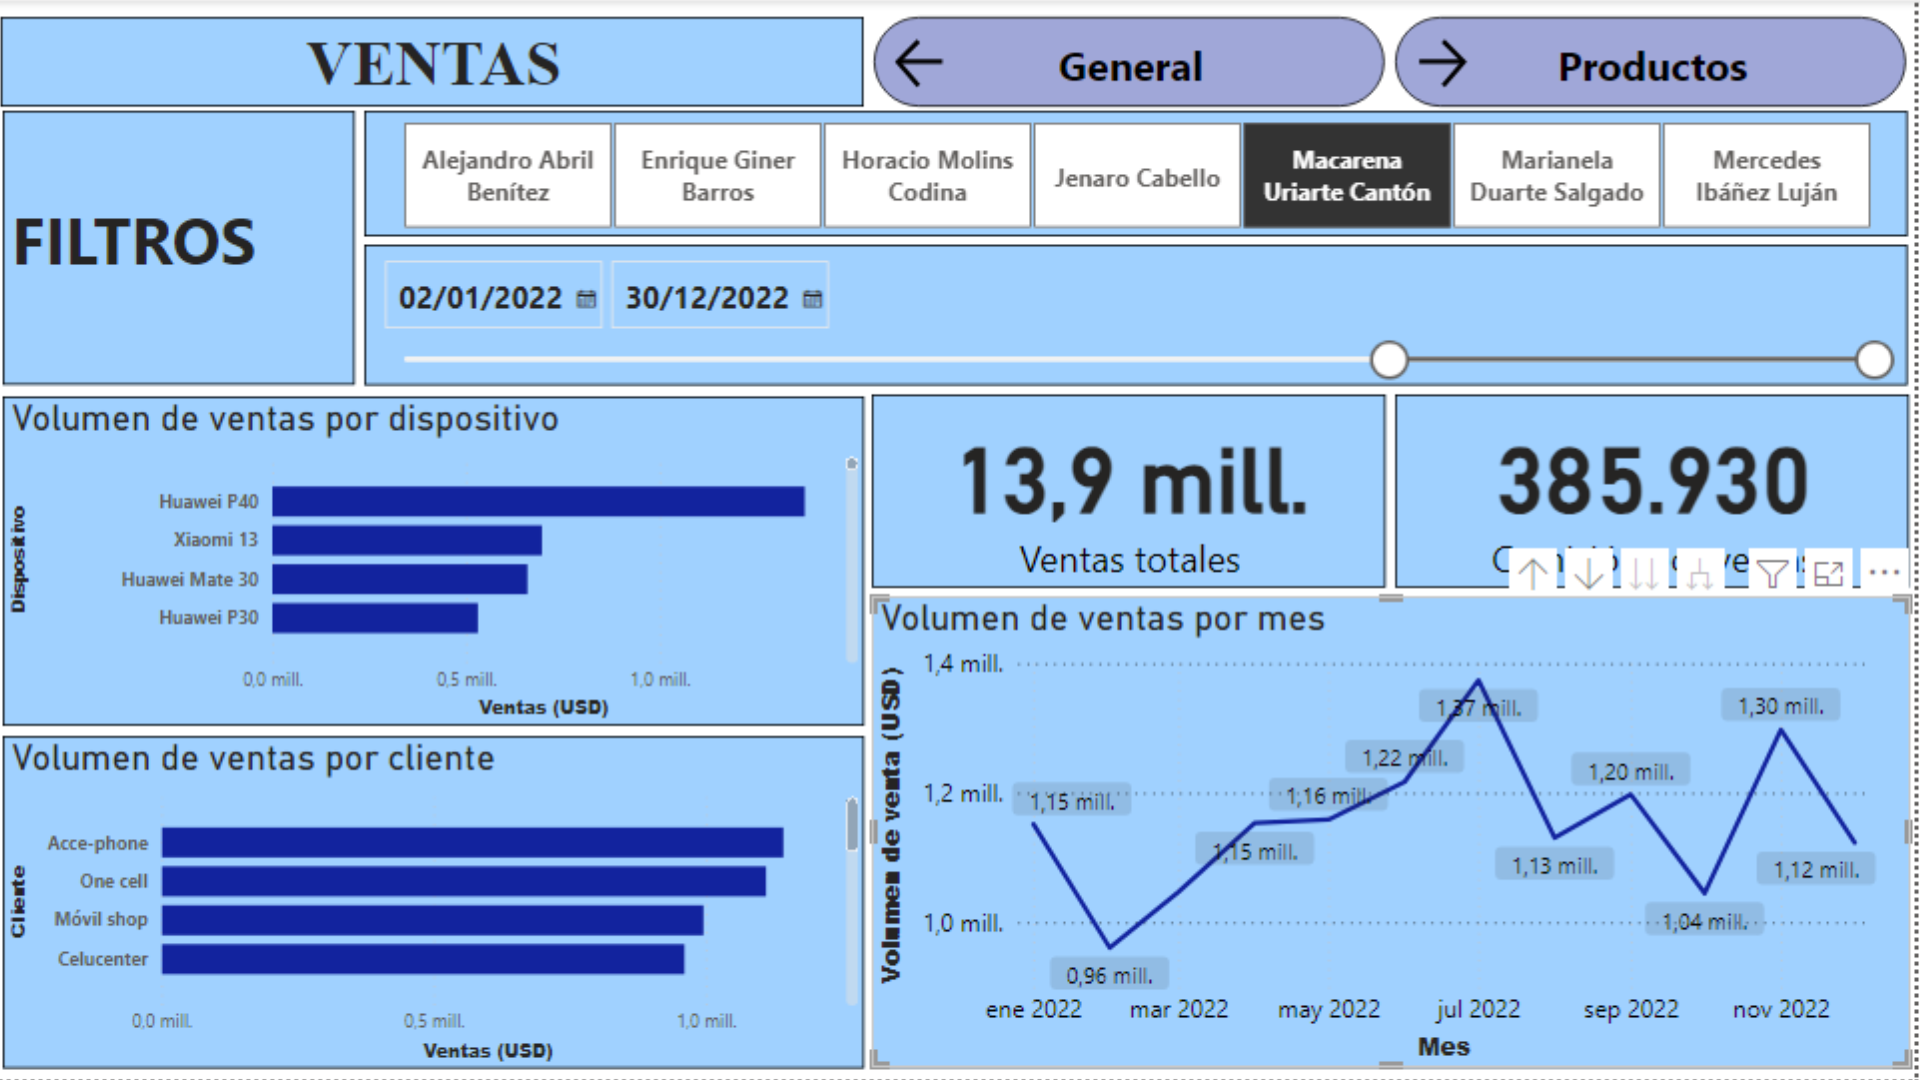 VENTAS
General
Productos
FILTROS
Alejandro Abril
Benítez
Enrique Giner
Barros
Horacio Molins
Codina
Jenaro Cabello
Macarena
Uriarte Cantón
Marianela
Duarte Salgado
Mercedes
Ibáñez Luján
02/01/2022
30/12/2022
Volumen de ventas por dispositivo
Dispositivo
Huawei P40
Xiaomi 13
Huawei Mate 30
Huawei P30
0,0 mill.
0,5 mill.
1,0 mill.
Ventas (USD)
Volumen de ventas por cliente
Cliente
Acce-phone
One cell
Móvil shop
Celucenter
0,0 mill.
0,5 mill.
1,0 mill.
Ventas (USD)
13,9 mill.
Ventas totales
385.930
Volumen de ventas por mes
Volumen de venta (USD)
1,4 mill.
1,2 mill.
1,0 mill.
1,15 mill.
0,96 mill.
1,15 mill.
1,16 mill.
1,22 mill.
1,37 mill.
1,13 mill.
1,20 mill.
1,04 mill.
1,30 mill.
1,12 mill.
ene 2022
mar 2022
may 2022
jul 2022
sep 2022
nov 2022
Mes